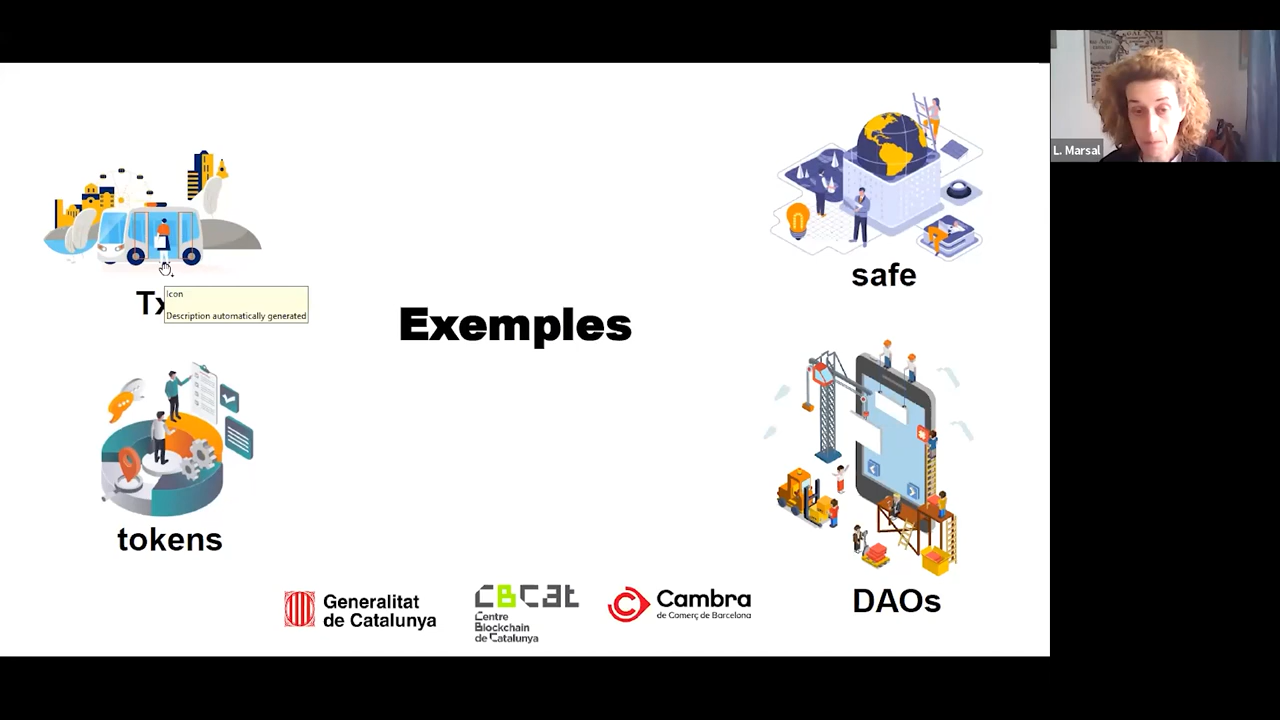 L. Marsal
safe
Tx
Icon
Description automatically generated
Exemples
tokens
DAOs
Generalitat
de Catalunya
CBCat
Centre
Blockchain
de Catalunya
Cambra
de Comerç de Barcelona